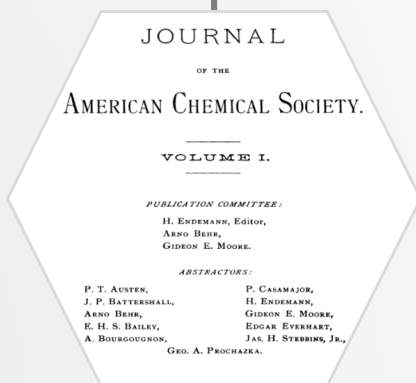 JOURNAL
OF THE
AMERICAN CHEMICAL SOCIETY.
VOLUME I.
PUBLICATION COMMITTEE:
H. ENDEMANN, Editor,
ARNO BEHR,
GIDEON E. MOORE.
ABSTRACTORS:
P. T. AUSTEN, P. CASAMAJOR,
J. P. BATTERSHALL, H. ENDEMANN,
ARNO BEHR, GIDEON E. MOORE,
E. H. S. BAILEY, EDGAR EVERHART,
A. BOURGOUGNON, JAS. H. STEBBINS, JR.,
GEO. A. PROCHAZKA.